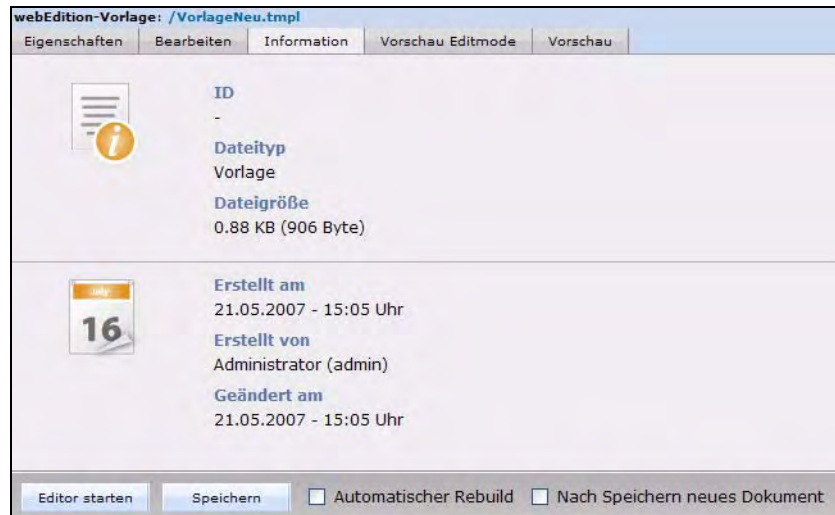 webEdition-Vorlage: /VorlageNeu.tmpl
Eigenschaften Bearbeiten Information Vorschau Editmode Vorschau
ID
-
Dateityp
Vorlage
Dateigröße
0.88 KB (906 Byte)
July
16
Erstellt am
21.05.2007 - 15:05 Uhr
Erstellt von
Administrator (admin)
Geändert am
21.05.2007 - 15:05 Uhr
Editor starten Speichern Automatischer Rebuild Nach Speichern neues Dokument